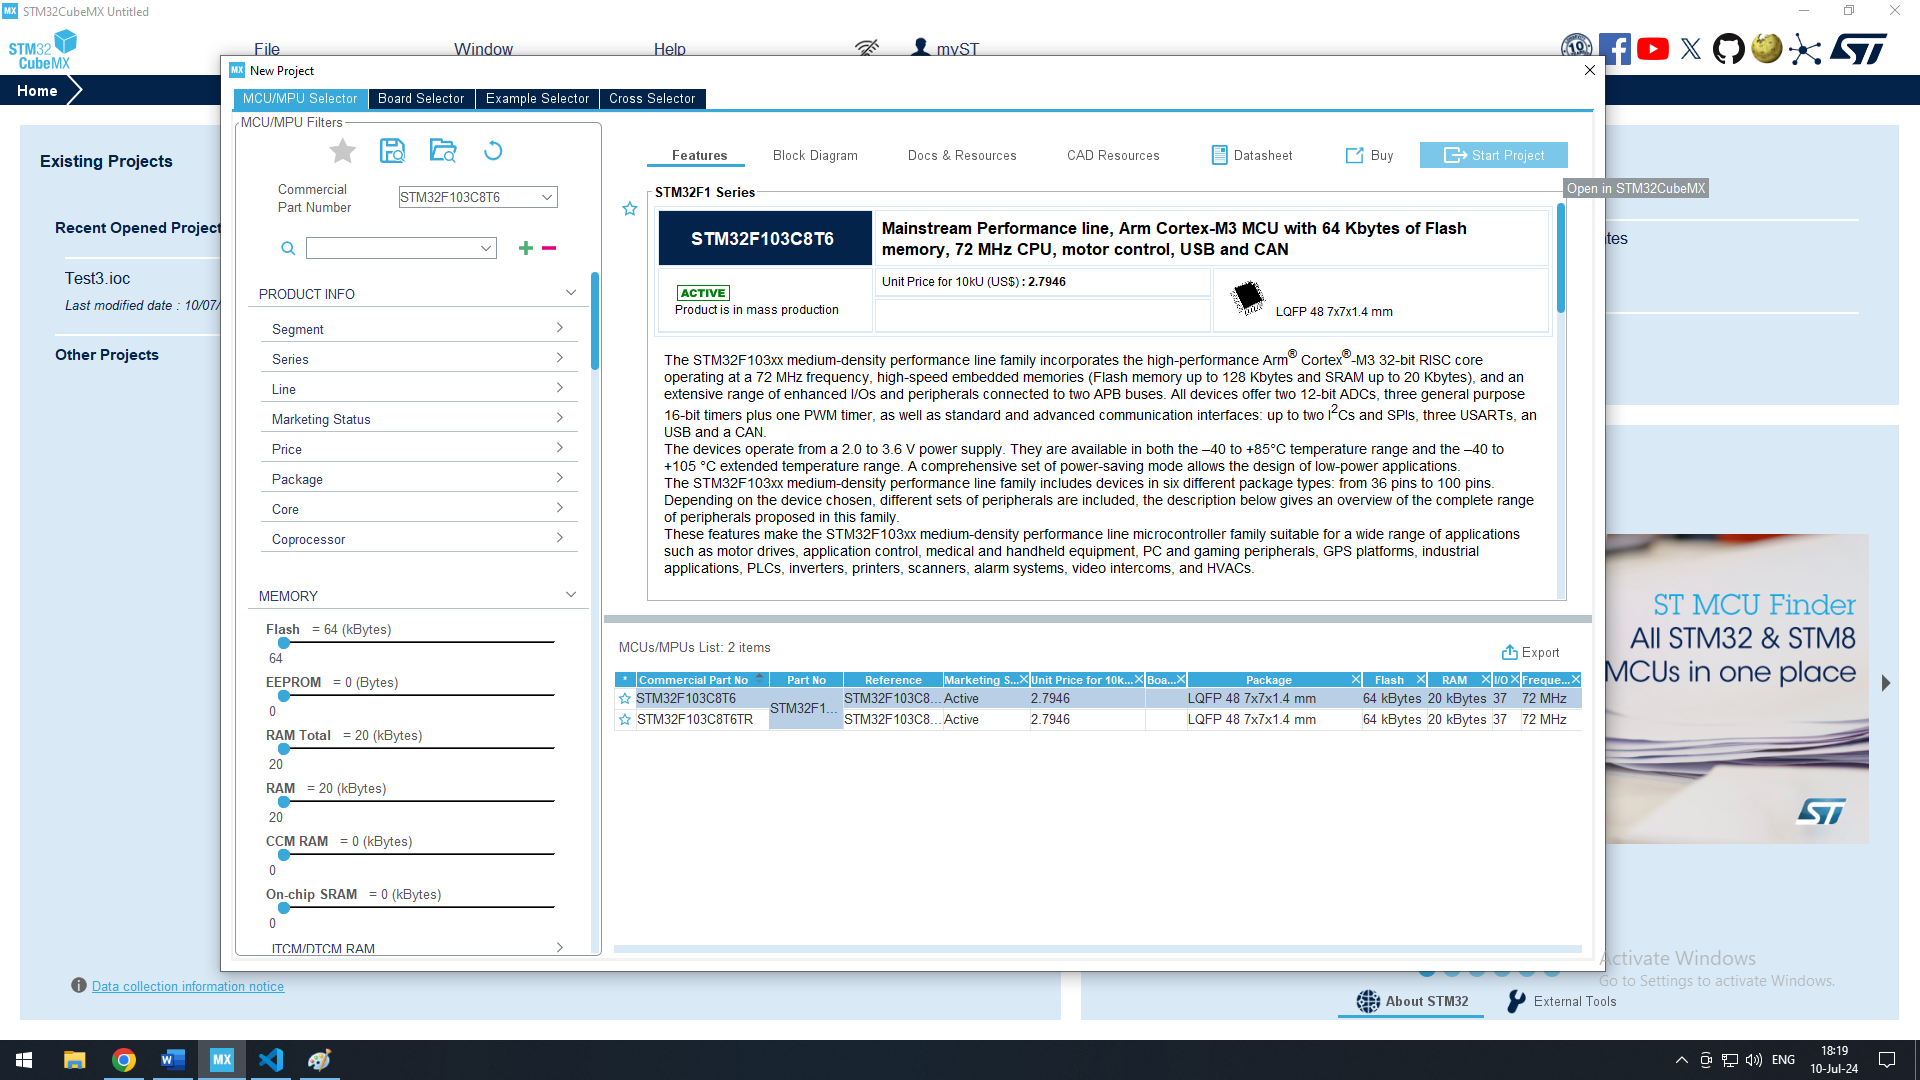 MX STM32CubeMX Untitled
STM32
CubeMX
File
Window
Help
myST
10
Home
MX New Project
MCU/MPU Selector
Board Selector
Example Selector
Cross Selector
Existing Projects
Recent Opened Project
Test3.ioc
Last modified date : 10/07/
Other Projects
Data collection information notice
MCU/MPU Filters
Commercial
Part Number
STM32F103C8T6
PRODUCT INFO
Segment
Series
Line
Marketing Status
Price
Package
Core
Coprocessor
MEMORY
Flash = 64 (kBytes)
64
EEPROM = 0 (Bytes)
0
RAM Total = 20 (kBytes)
20
RAM = 20 (kBytes)
20
CCM RAM = 0 (kBytes)
0
On-chip SRAM = 0 (kBytes)
0
ITCM/DTCM RAM
Features
Block Diagram
Docs & Resources
CAD Resources
Datasheet
Buy
Start Project
Open in STM32CubeMX
STM32F1 Series
STM32F103C8T6
Mainstream Performance line, Arm Cortex-M3 MCU with 64 Kbytes of Flash
memory, 72 MHz CPU, motor control, USB and CAN
ACTIVE
Product is in mass production
Unit Price for 10kU (US$) : 2.7946
LQFP 48 7x7x1.4 mm
The STM32F103xx medium-density performance line family incorporates the high-performance Arm® Cortex®-M3 32-bit RISC core
operating at a 72 MHz frequency, high-speed embedded memories (Flash memory up to 128 Kbytes and SRAM up to 20 Kbytes), and an
extensive range of enhanced I/Os and peripherals connected to two APB buses. All devices offer two 12-bit ADCs, three general purpose
16-bit timers plus one PWM timer, as well as standard and advanced communication interfaces: up to two I²Cs and SPIs, three USARTs, an
USB and a CAN.
The devices operate from a 2.0 to 3.6 V power supply. They are available in both the –40 to +85°C temperature range and the –40 to
+105 °C extended temperature range. A comprehensive set of power-saving mode allows the design of low-power applications.
The STM32F103xx medium-density performance line family includes devices in six different package types: from 36 pins to 100 pins.
Depending on the device chosen, different sets of peripherals are included, the description below gives an overview of the complete range
of peripherals proposed in this family.
These features make the STM32F103xx medium-density performance line microcontroller family suitable for a wide range of applications
such as motor drives, application control, medical and handheld equipment, PC and gaming peripherals, GPS platforms, industrial
applications, PLCs, inverters, printers, scanners, alarm systems, video intercoms, and HVACs.
MCUs/MPUs List: 2 items
Export
* Commercial Part No Part No Reference Marketing S... Unit Price for 10k... Boa... Package Flash RAM I/O Freque...
STM32F103C8T6 STM32F1... STM32F103C8... Active 2.7946 LQFP 48 7x7x1.4 mm 64 kBytes 20 kBytes 37 72 MHz
STM32F103C8T6TR STM32F103C8... Active 2.7946 LQFP 48 7x7x1.4 mm 64 kBytes 20 kBytes 37 72 MHz
tes
ST MCU Finder
All STM32 & STM8
MCUs in one place
ST
Activate Windows
Go to Settings to activate Windows.
About STM32
External Tools
W
MX
ENG
18:19
10-Jul-24